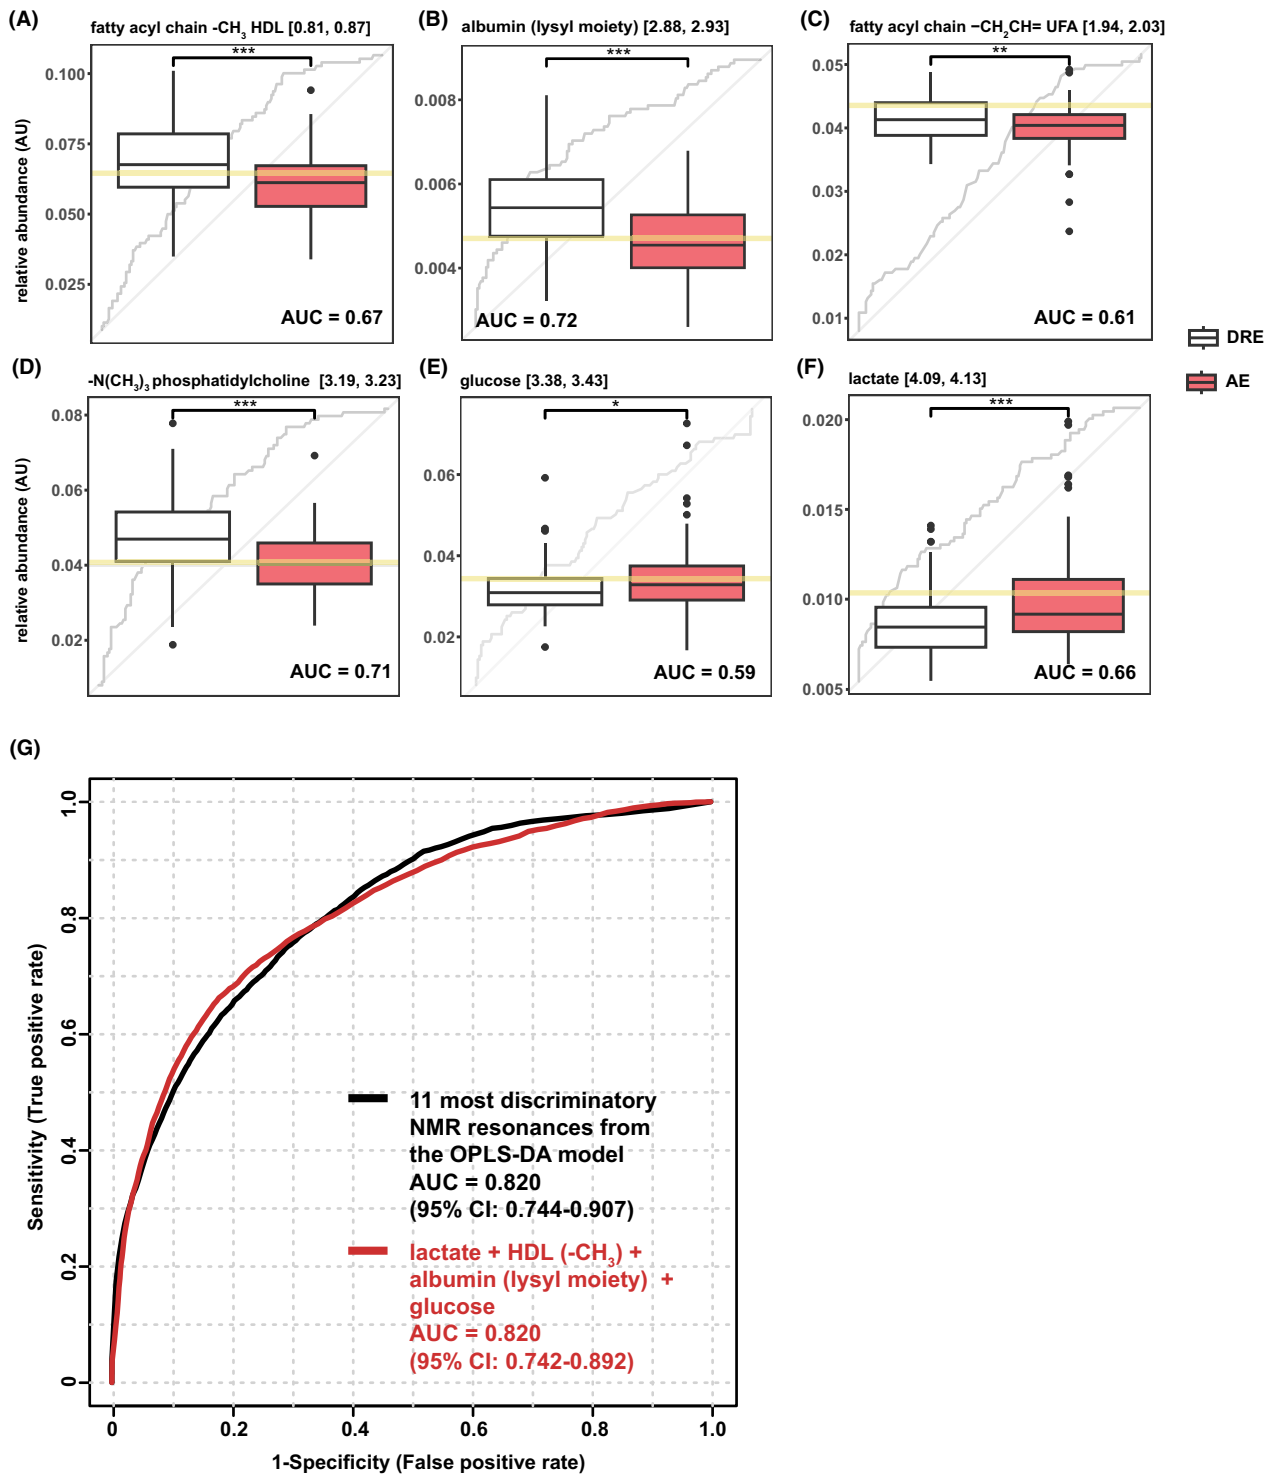 (A)
fatty acyl chain -CH3 HDL [0.81, 0.87]
***
0.100
0.075
0.050
0.025
relative abundance (AU)
AUC = 0.67
(B)
albumin (lysyl moiety) [2.88, 2.93]
***
0.008
0.006
0.004
AUC = 0.72
(C)
fatty acyl chain −CH2CH= UFA [1.94, 2.03]
**
0.05
0.04
0.03
0.02
0.01
AUC = 0.61
DRE
AE
(D)
-N(CH3)3 phosphatidylcholine [3.19, 3.23]
***
0.08
0.06
0.04
0.02
relative abundance (AU)
AUC = 0.71
(E)
glucose [3.38, 3.43]
*
0.06
0.04
0.02
AUC = 0.59
(F)
lactate [4.09, 4.13]
***
0.020
0.015
0.010
0.005
AUC = 0.66
(G)
1.0
0.8
0.6
0.4
0.2
0
Sensitivity (True positive rate)
11 most discriminatory
NMR resonances from
the OPLS-DA model
AUC = 0.820
(95% CI: 0.744-0.907)
lactate + HDL (-CH3) +
albumin (lysyl moiety) +
glucose
AUC = 0.820
(95% CI: 0.742-0.892)
0 0.2 0.4 0.6 0.8 1.0
1-Specificity (False positive rate)